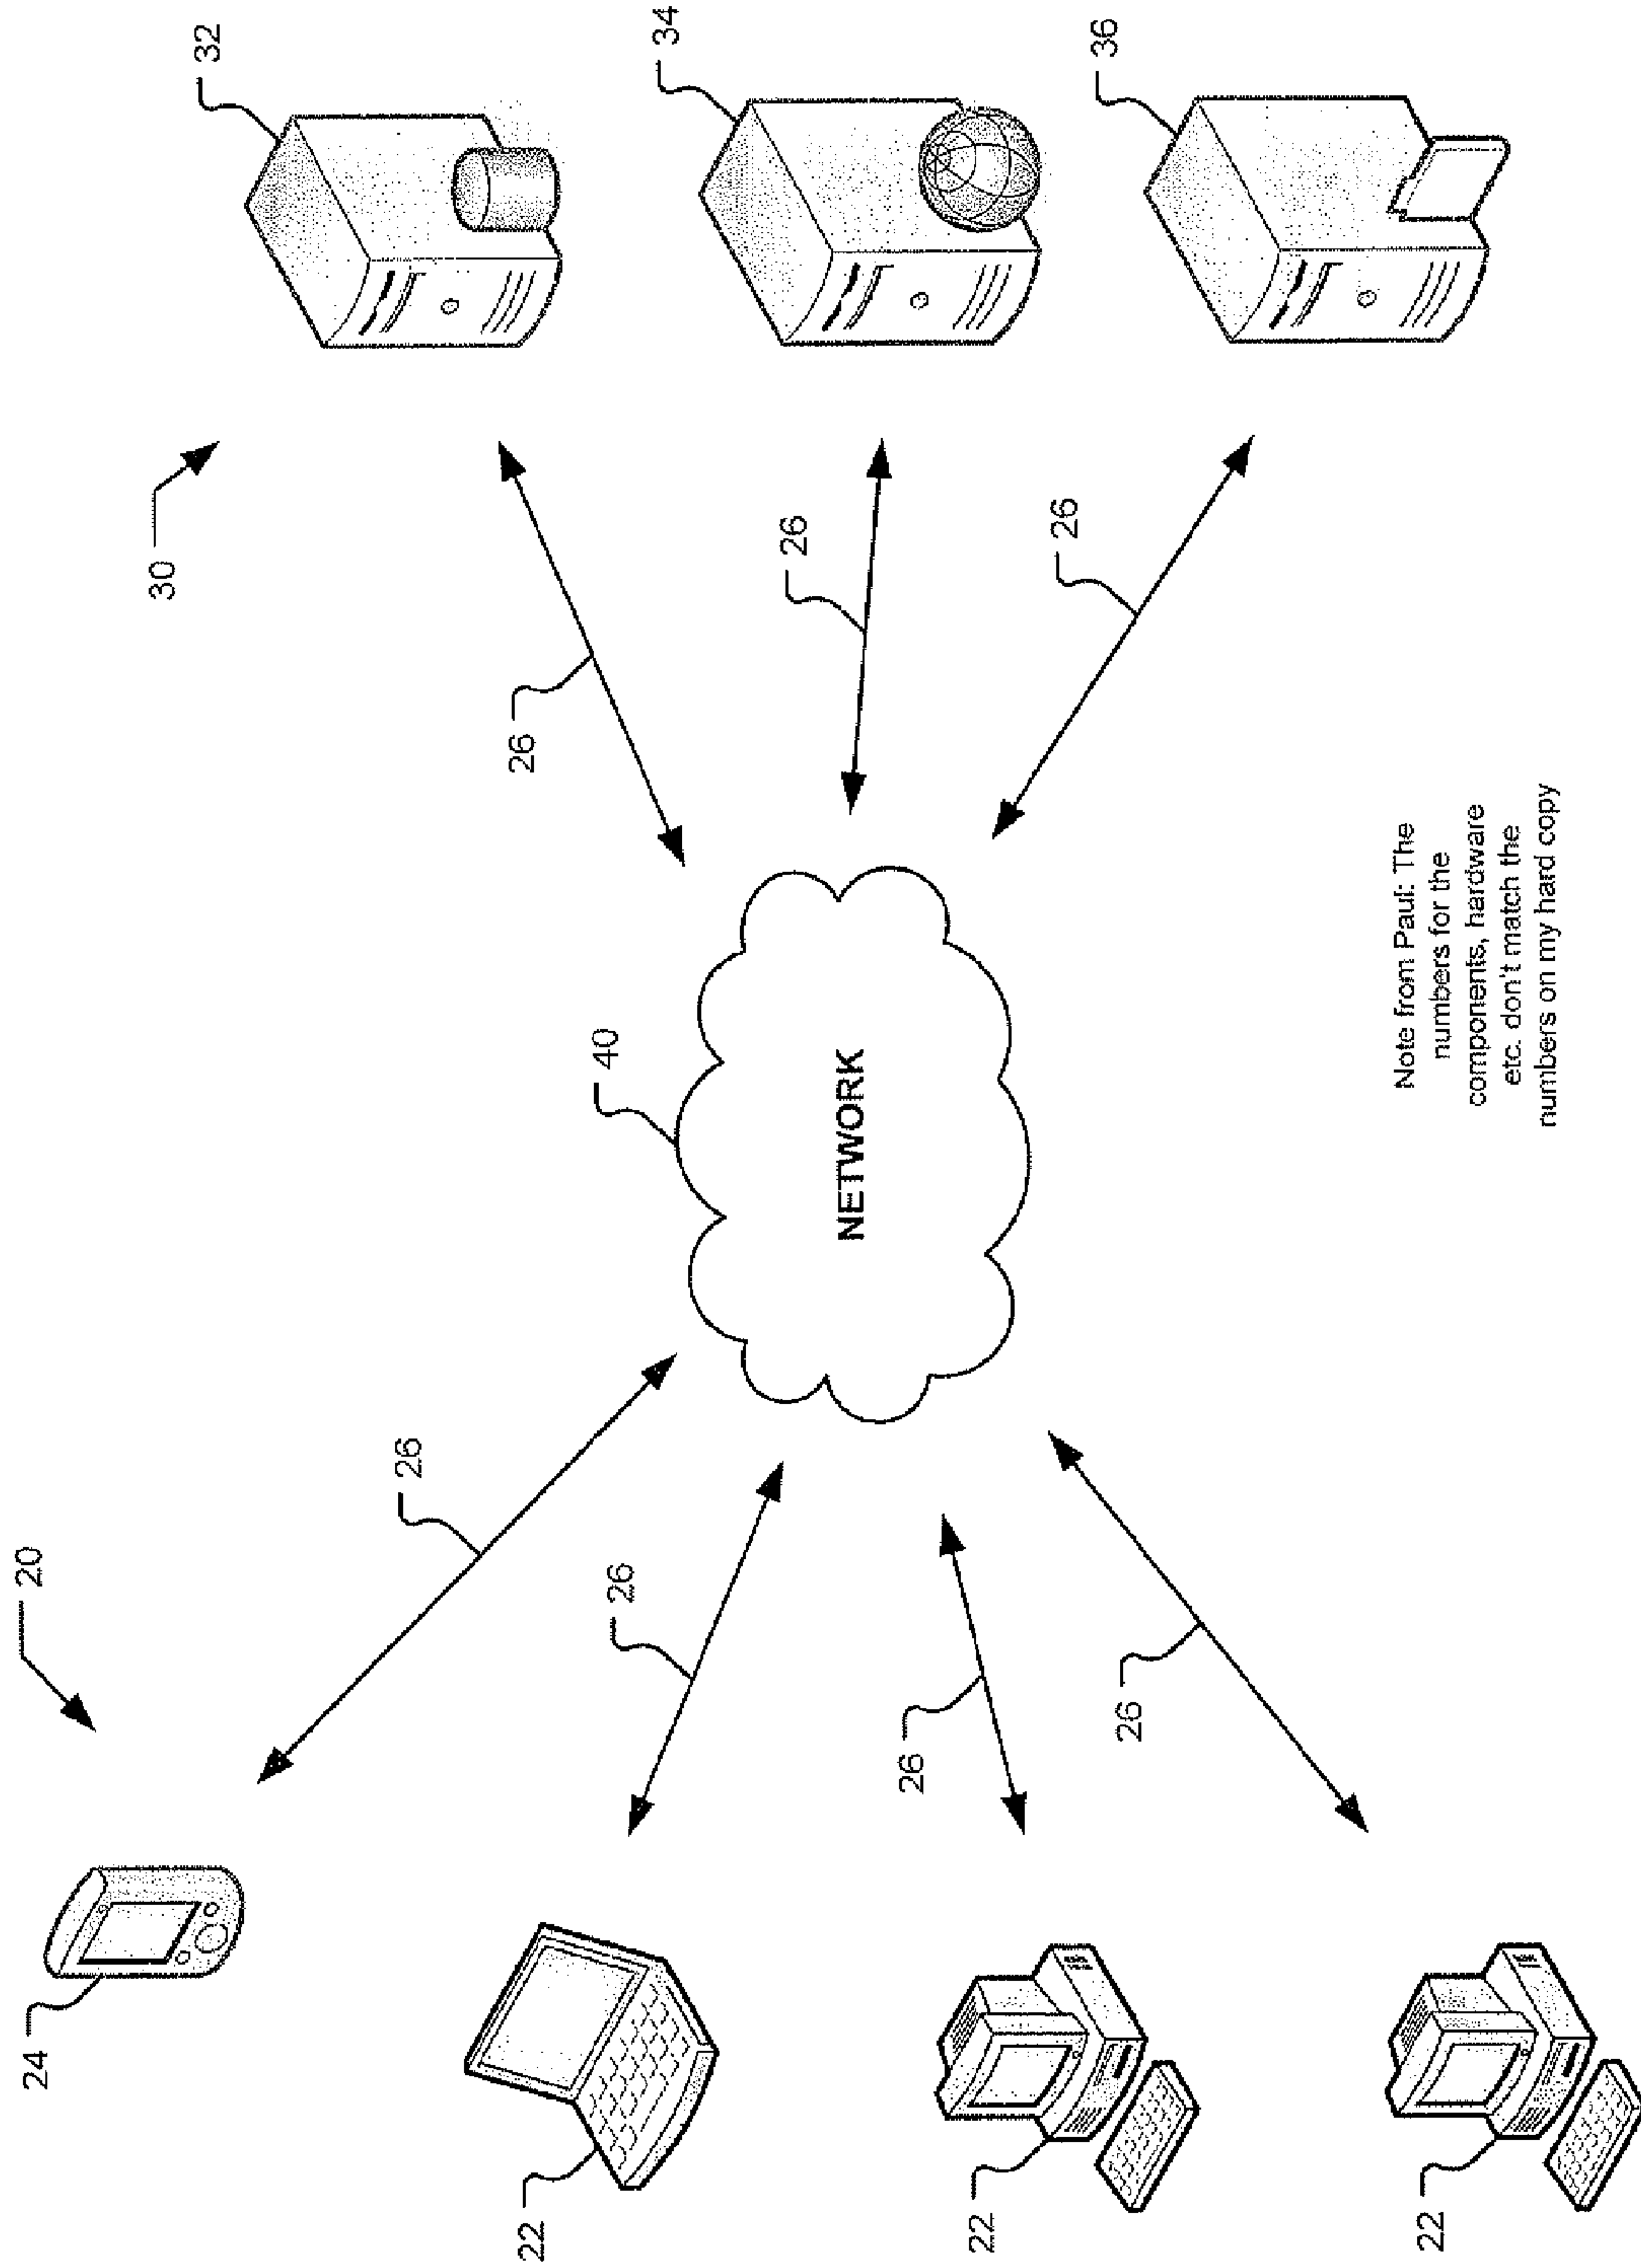 20
30
24
22
22
22
26
26
26
26
40
NETWORK
26
26
26
32
34
36
Note from Paul: The
numbers for the
components, hardware
etc. don't match the
numbers on my hard copy